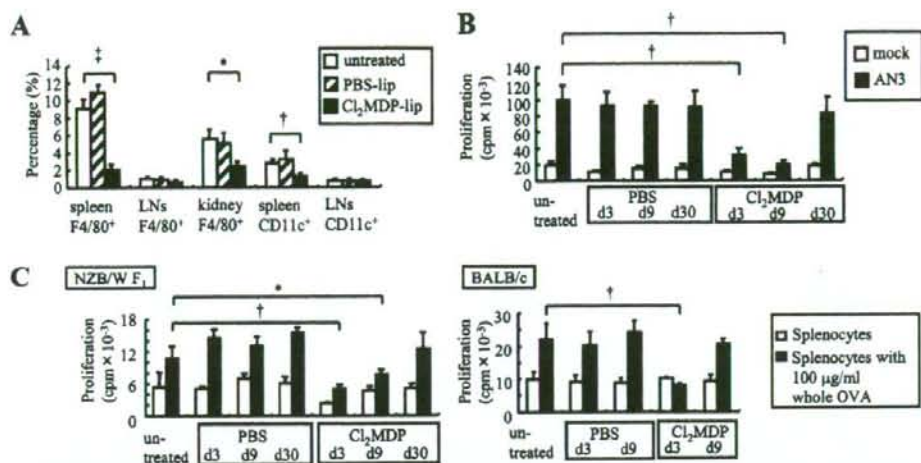 A
‡
*
†
untreated
PBS-lip
Cl₂MDP-lip
Percentage (%)
14
12
10
8
6
4
2
0
spleen LNs kidney spleen LNs
F4/80⁺ F4/80⁺ F4/80⁺ CD11c⁺ CD11c⁺
B
†
†
mock
AN3
Proliferation
(cpm × 10⁻³)
120
100
80
60
40
20
0
un-
treated
PBS
d3 d9 d30
Cl₂MDP
d3 d9 d30
C
NZB/W F₁
*
†
Proliferation
(cpm × 10⁻³)
18
12
6
0
un-
treated
PBS
d3 d9 d30
Cl₂MDP
d3 d9 d30
BALB/c
†
Proliferation
(cpm × 10⁻³)
30
20
10
0
un-
treated
PBS
d3 d9
Cl₂MDP
d3 d9
Splenocytes
Splenocytes with
100 µg/ml
whole OVA